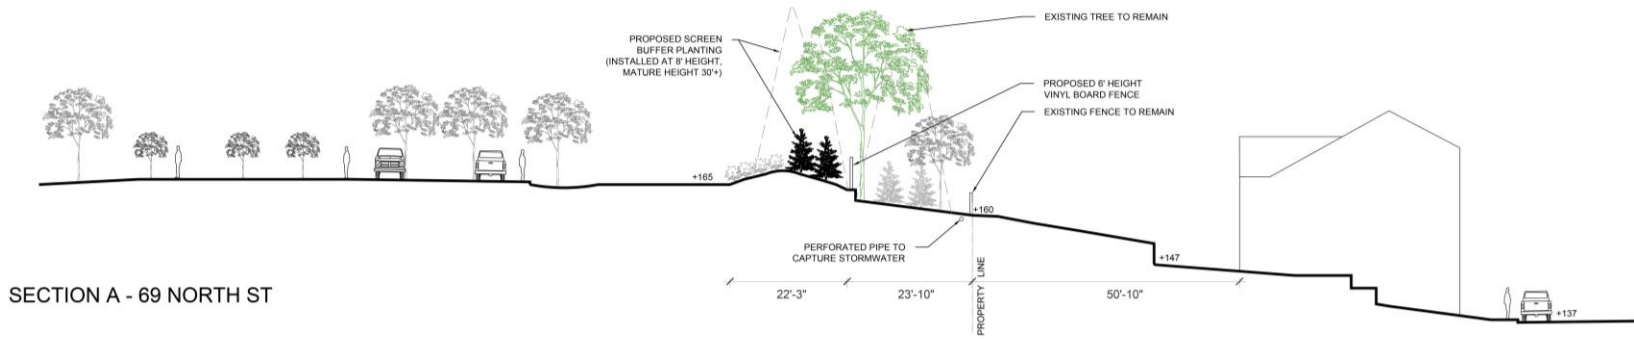 EXISTING TREE TO REMAIN
PROPOSED SCREEN
BUFFER PLANTING
(INSTALLED AT 8' HEIGHT,
MATURE HEIGHT 30'+)
PROPOSED 6' HEIGHT
VINYL BOARD FENCE
EXISTING FENCE TO REMAIN
+165
+160
PERFORATED PIPE TO
CAPTURE STORMWATER
+147
PROPERTY LINE
22'-3"
23'-10"
50'-10"
SECTION A - 69 NORTH ST
+137